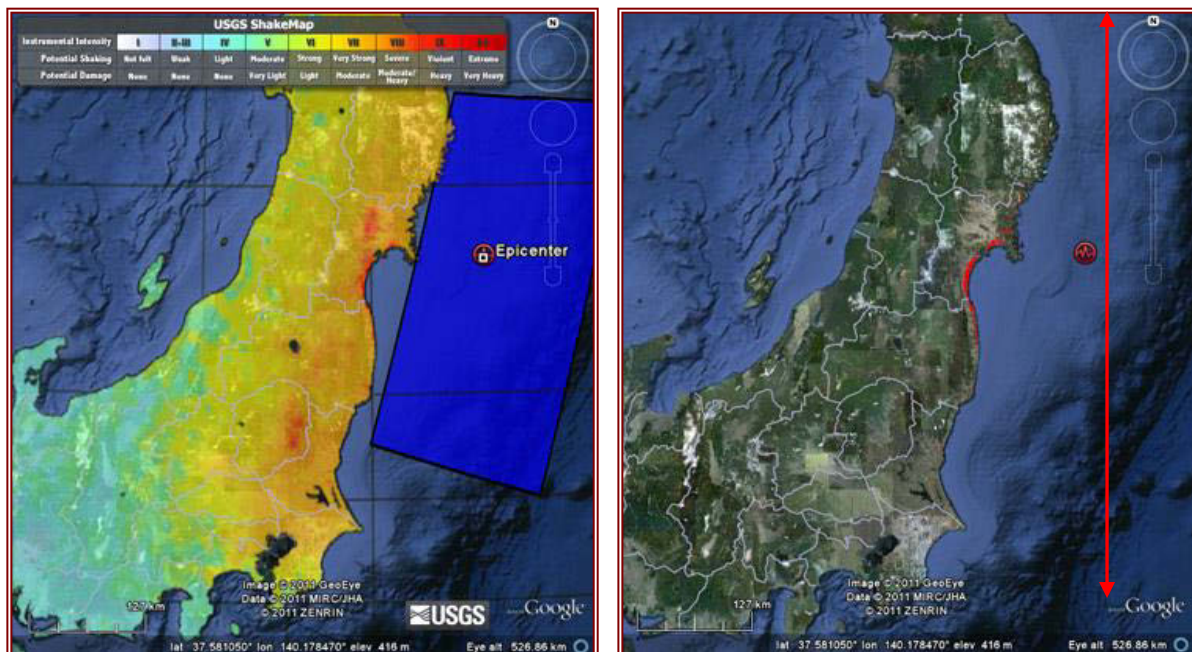 USGS ShakeMap
Instrumental Intensity I II-III IV V VI VII VIII IX
Potential Shaking Not felt Weak Light Moderate Strong Very Strong Severe Violent Extreme
Potential Damage None None None Very Light Light Moderate Moderate/Heavy Heavy Very Heavy
N
Epicenter
Image © 2011 GeoEye
Data © 2011 MIRC/JHA
© 2011 ZENRIN
127 km
USGS
Google
lat 37.581050° lon 140.178470° elev 416 m Eye alt 526.86 km
N
Image © 2011 GeoEye
Data © 2011 MIRC/JHA
© 2011 ZENRIN
127 km
Google
lat 37.581050° lon 140.178470° elev 416 m Eye alt 526.86 km